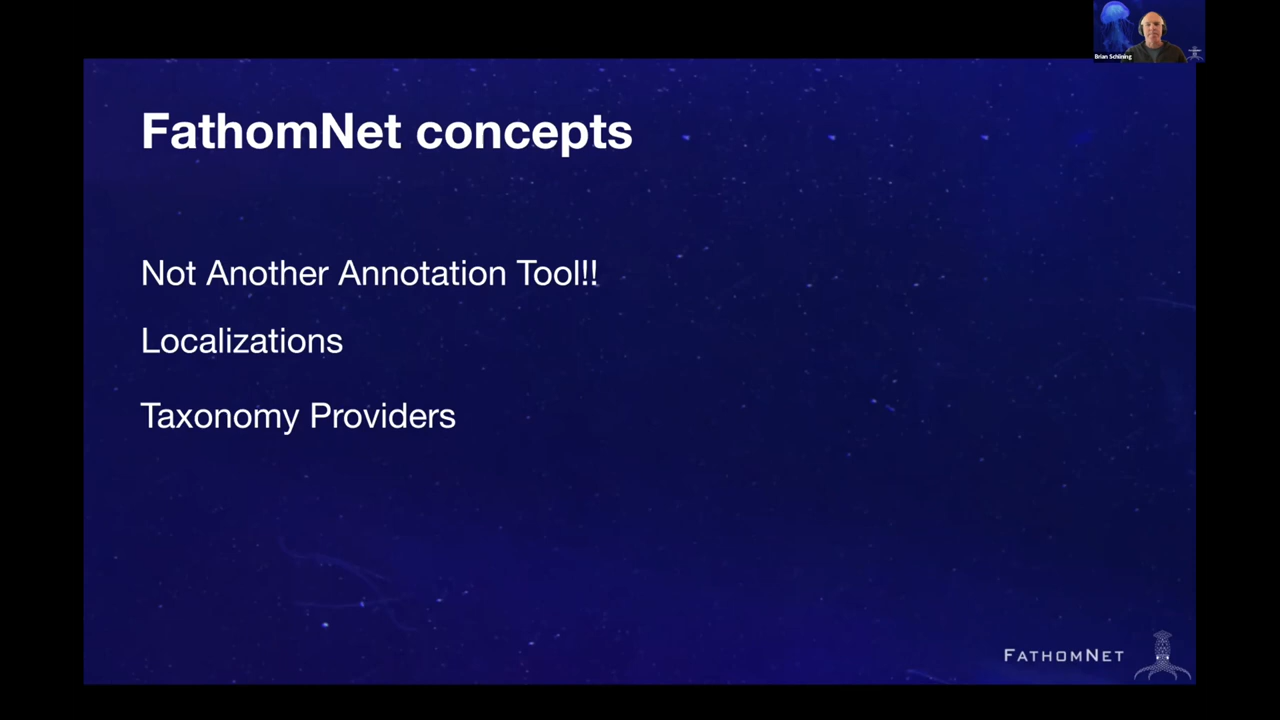 Brian Schlining
FathomNet concepts
Not Another Annotation Tool!!
Localizations
Taxonomy Providers
FATHOMNET